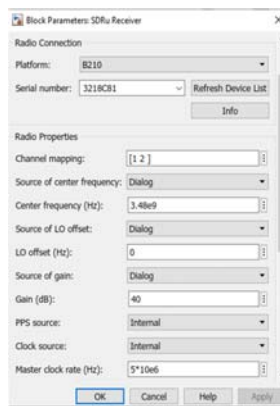 Block Parameters: SDRu Receiver
Radio Connection
Platform: B210
Serial number: 3218C81 Refresh Device List
Info
Radio Properties
Channel mapping: [1 2 ]
Source of center frequency: Dialog
Center frequency (Hz): 3.48e9
Source of LO offset: Dialog
LO offset (Hz): 0
Source of gain: Dialog
Gain (dB): 40
PPS source: Internal
Clock source: Internal
Master clock rate (Hz): 5*10e6
OK Cancel Help Apply